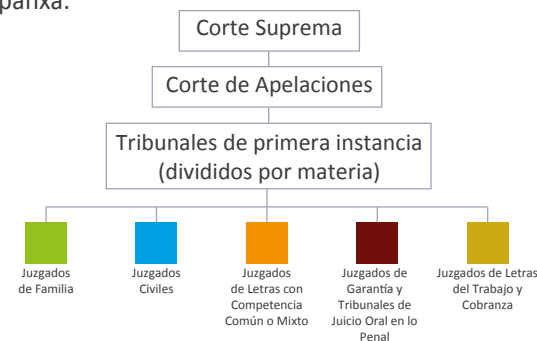 panxa.
Corte Suprema
Corte de Apelaciones
Tribunales de primera instancia
(divididos por materia)
Juzgados
de Familia
Juzgados
Civiles
Juzgados
de Letras con
Competencia
Común o Mixto
Juzgados de
Garantía y
Tribunales de
Juicio Oral en lo
Penal
Juzgados de Letras
del Trabajo y
Cobranza